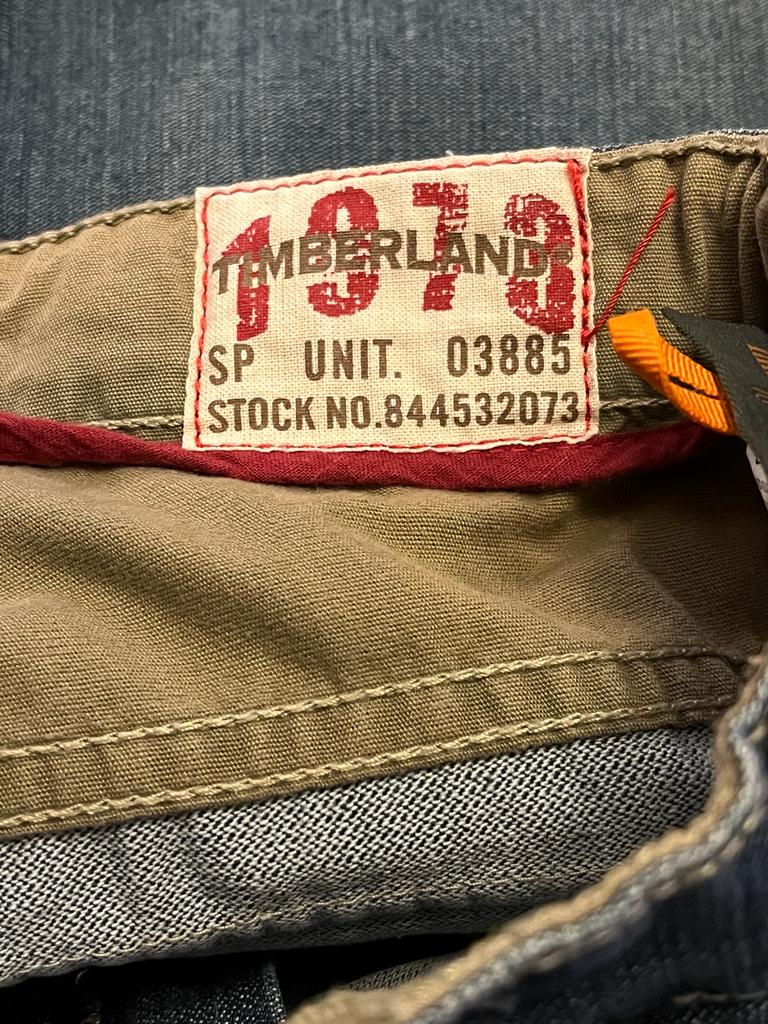 1973
TIMBERLAND®
SP UNIT. 03885
STOCK NO.844532073